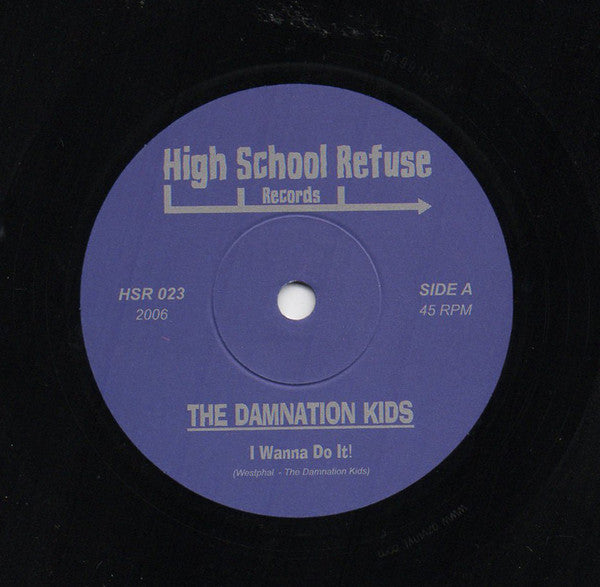 High School Refuse
Records
HSR 023
2006
SIDE A
45 RPM
THE DAMNATION KIDS
I Wanna Do It!
(Westphal - The Damnation Kids)